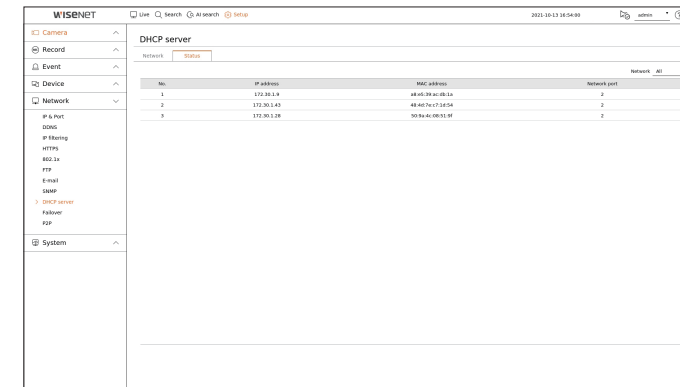 WISENET
Live Search AI search Setup 2021-10-13 16:54:00 admin
Camera
Record
Event
Device
Network
IP & Port
DDNS
IP filtering
HTTPS
802.1x
FTP
E-mail
SNMP
DHCP server
Failover
P2P
System
DHCP server
Network Status
Network All
No. IP address MAC address Network port
1 172.30.1.9 a8:e5:39:ac:db:1a 2
2 172.30.1.43 48:4d:7e:c7:1d:54 2
3 172.30.1.28 50:9a:4c:08:51:6f 2